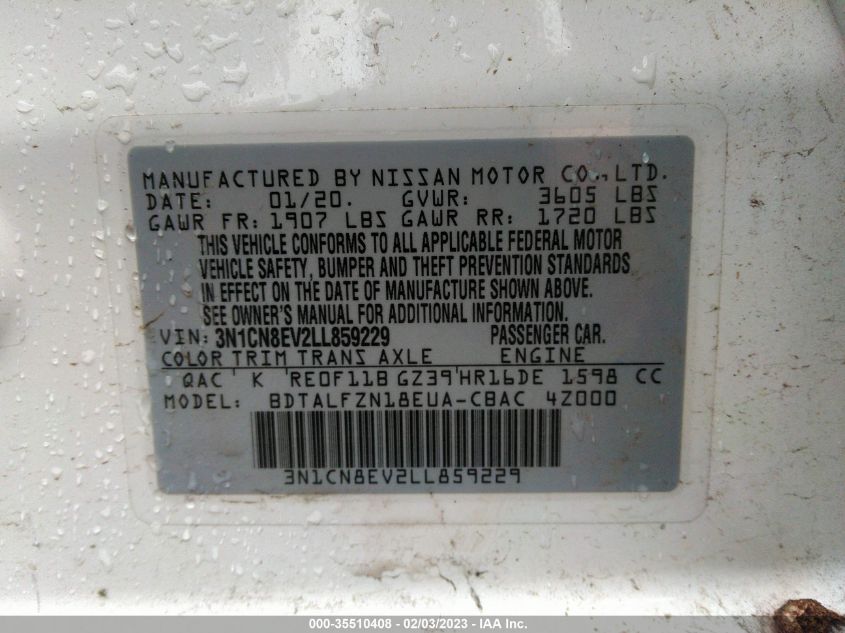 MANUFACTURED BY NISSAN MOTOR CO., LTD.
DATE: 01/20. GVWR: 3605 LBS
GAWR FR: 1907 LBS GAWR RR: 1720 LBS
THIS VEHICLE CONFORMS TO ALL APPLICABLE FEDERAL MOTOR
VEHICLE SAFETY, BUMPER AND THEFT PREVENTION STANDARDS
IN EFFECT ON THE DATE OF MANUFACTURE SHOWN ABOVE.
SEE OWNER'S MANUAL FOR ADDITIONAL INFORMATION.
VIN: 3N1CN8EV2LL859229 PASSENGER CAR.
COLOR TRIM TRANS AXLE ENGINE
QAC K RE0F11B GZ39 HR16DE 1598 CC
MODEL: BDTALFZN18EUA-CBAC 4Z000
3N1CN8EV2LL859229
000-35510408 - 02/03/2023 - IAA Inc.